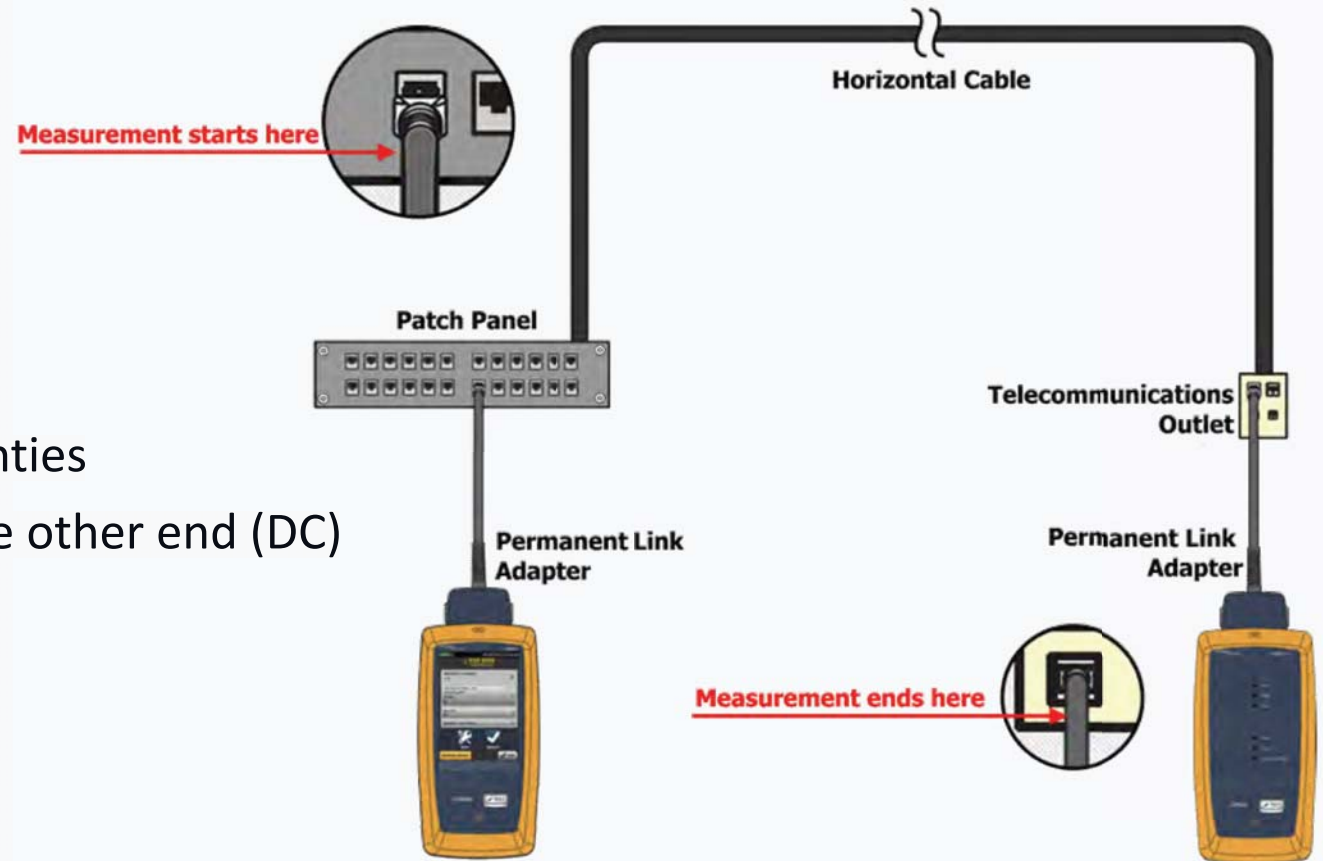 Measurement starts here
Horizontal Cable
Patch Panel
Telecommunications
Outlet
e other end (DC)
Permanent Link
Adapter
Permanent Link
Adapter
Measurement ends here